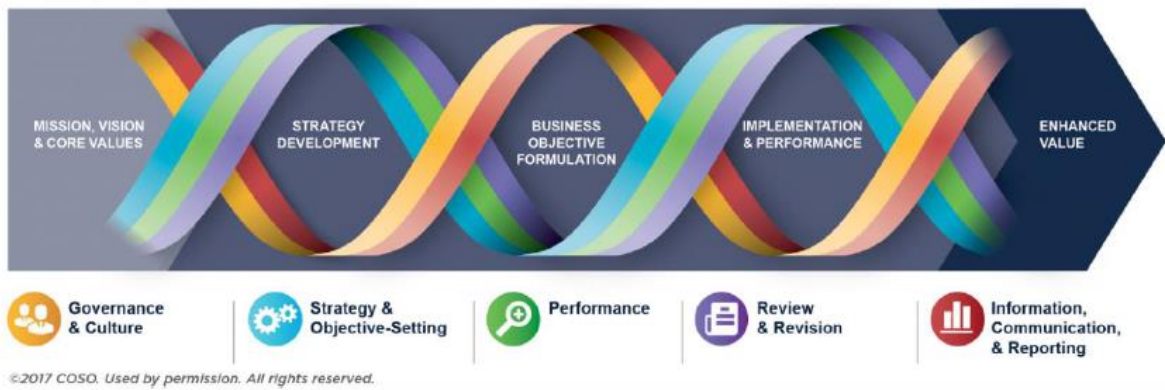 MISSION, VISION
& CORE VALUES
STRATEGY
DEVELOPMENT
BUSINESS
OBJECTIVE
FORMULATION
IMPLEMENTATION
& PERFORMANCE
ENHANCED
VALUE
Governance
& Culture
Strategy &
Objective-Setting
Performance
Review
& Revision
Information,
Communication,
& Reporting
©2017 COSO. Used by permission. All rights reserved.